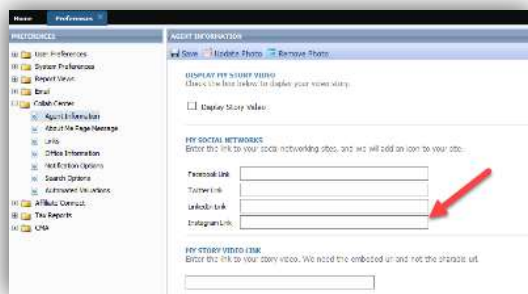 Home
Preferences
PREFERENCES
User Preferences
System Preferences
Report Views
Email
Collab Center
Agent Information
About Me Page Message
Links
Office Information
Notification Options
Search Options
Automated Valuations
Affiliate Connect
Tax Reports
CMA
AGENT INFORMATION
Save Update Photo Remove Photo
DISPLAY MY STORY VIDEO
Check the box below to display your video story.
Display Story Video
MY SOCIAL NETWORKS
Enter the link to your social networking sites, and we will add an icon to your site.
Facebook Link
Twitter Link
LinkedIn Link
Instagram Link
MY STORY VIDEO LINK
Enter the link to your story video. We need the embeded url and not the sharable url.